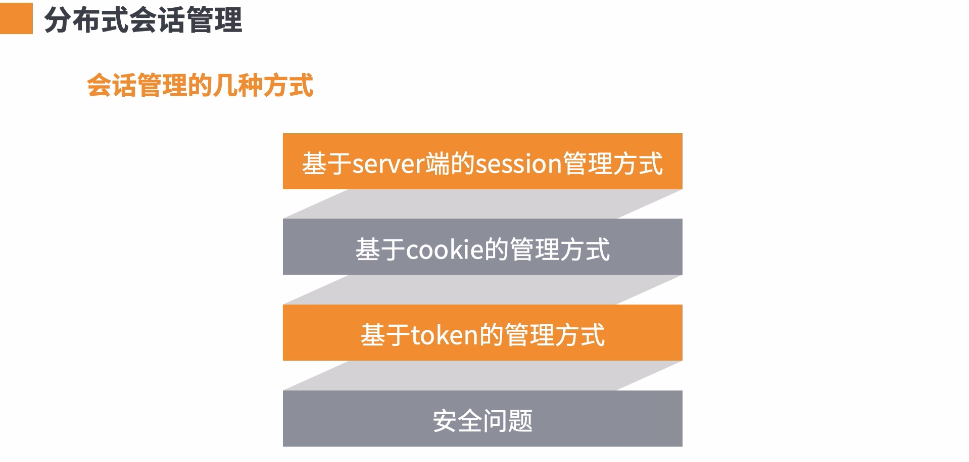 分布式会话管理
会话管理的几种方式
基于server端的session管理方式
基于cookie的管理方式
基于token的管理方式
安全问题